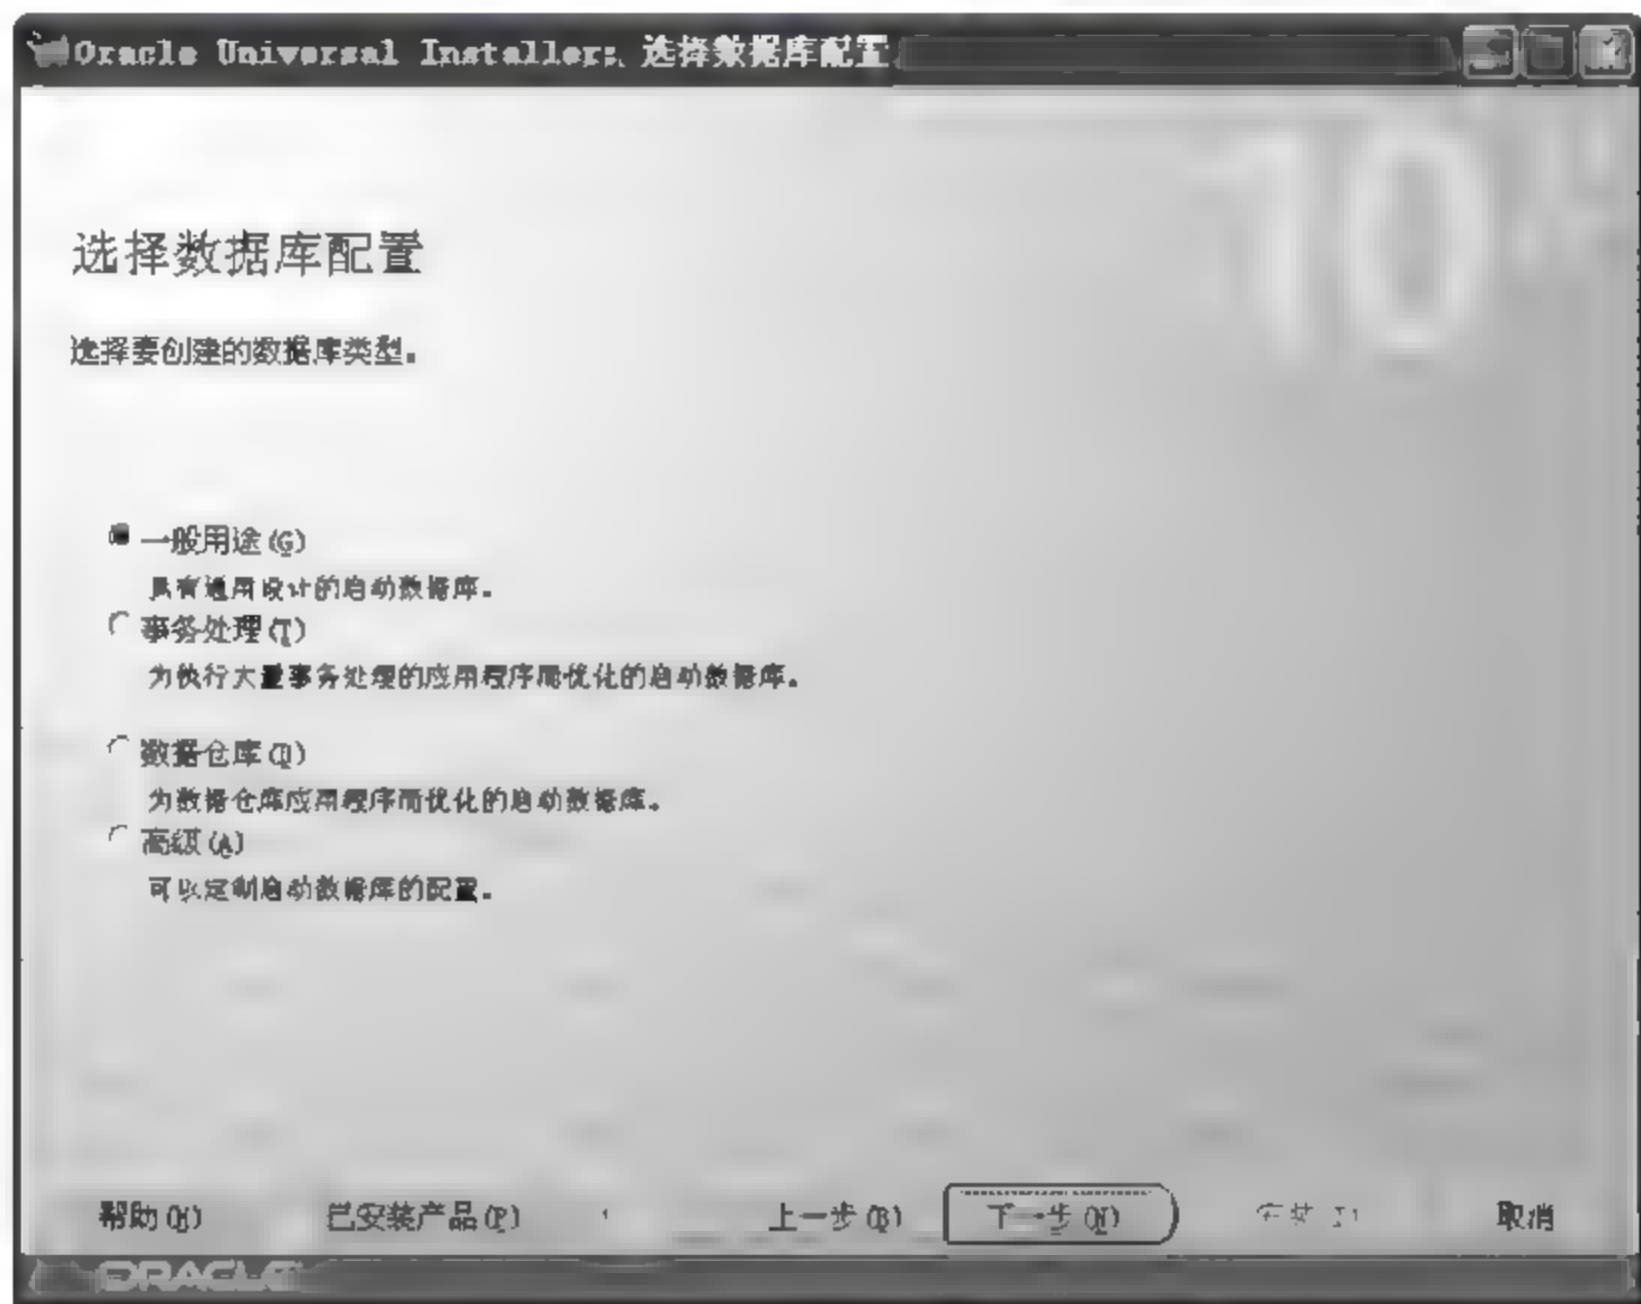 Oracle Universal Installer: 选择数据库配置
10
选择数据库配置
选择要创建的数据库类型。
一般用途(G)
具有通用设计的启动数据库。
事务处理(T)
为执行大量事务处理的应用程序而优化的启动数据库。
数据仓库(D)
为数据仓库应用程序而优化的启动数据库。
高级(A)
可以定制启动数据库的配置。
帮助(H) 已安装产品(P) 上一步(B) 下一步(N) 安装(I) 取消
ORACLE